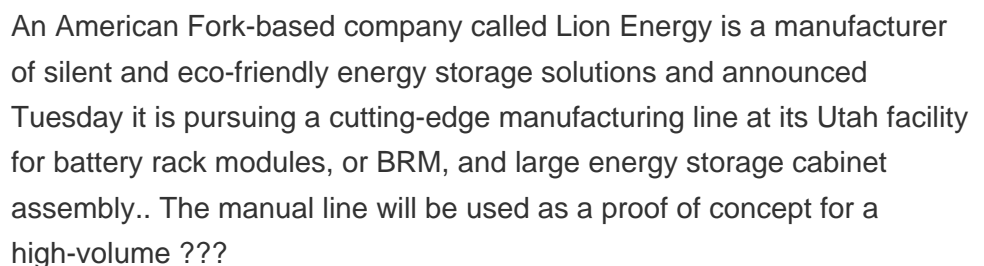 An American Fork-based company called Lion Energy is a manufacturer
of silent and eco-friendly energy storage solutions and announced
Tuesday it is pursuing a cutting-edge manufacturing line at its Utah facility
for battery rack modules, or BRM, and large energy storage cabinet
assembly.. The manual line will be used as a proof of concept for a
high-volume ???